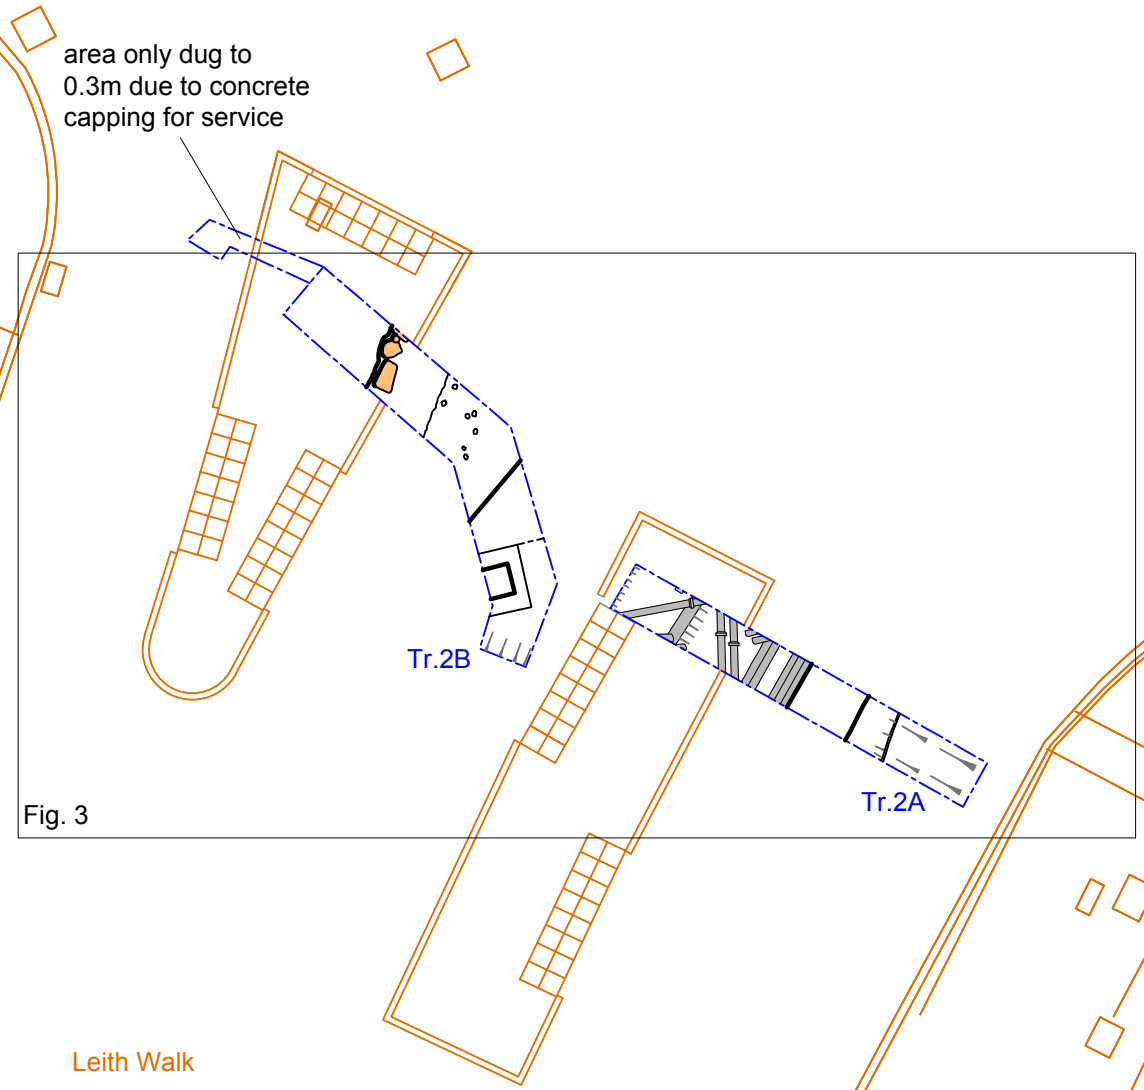 area only dug to
0.3m due to concrete
capping for service
Tr.2B
Tr.2A
Fig. 3
Leith Walk